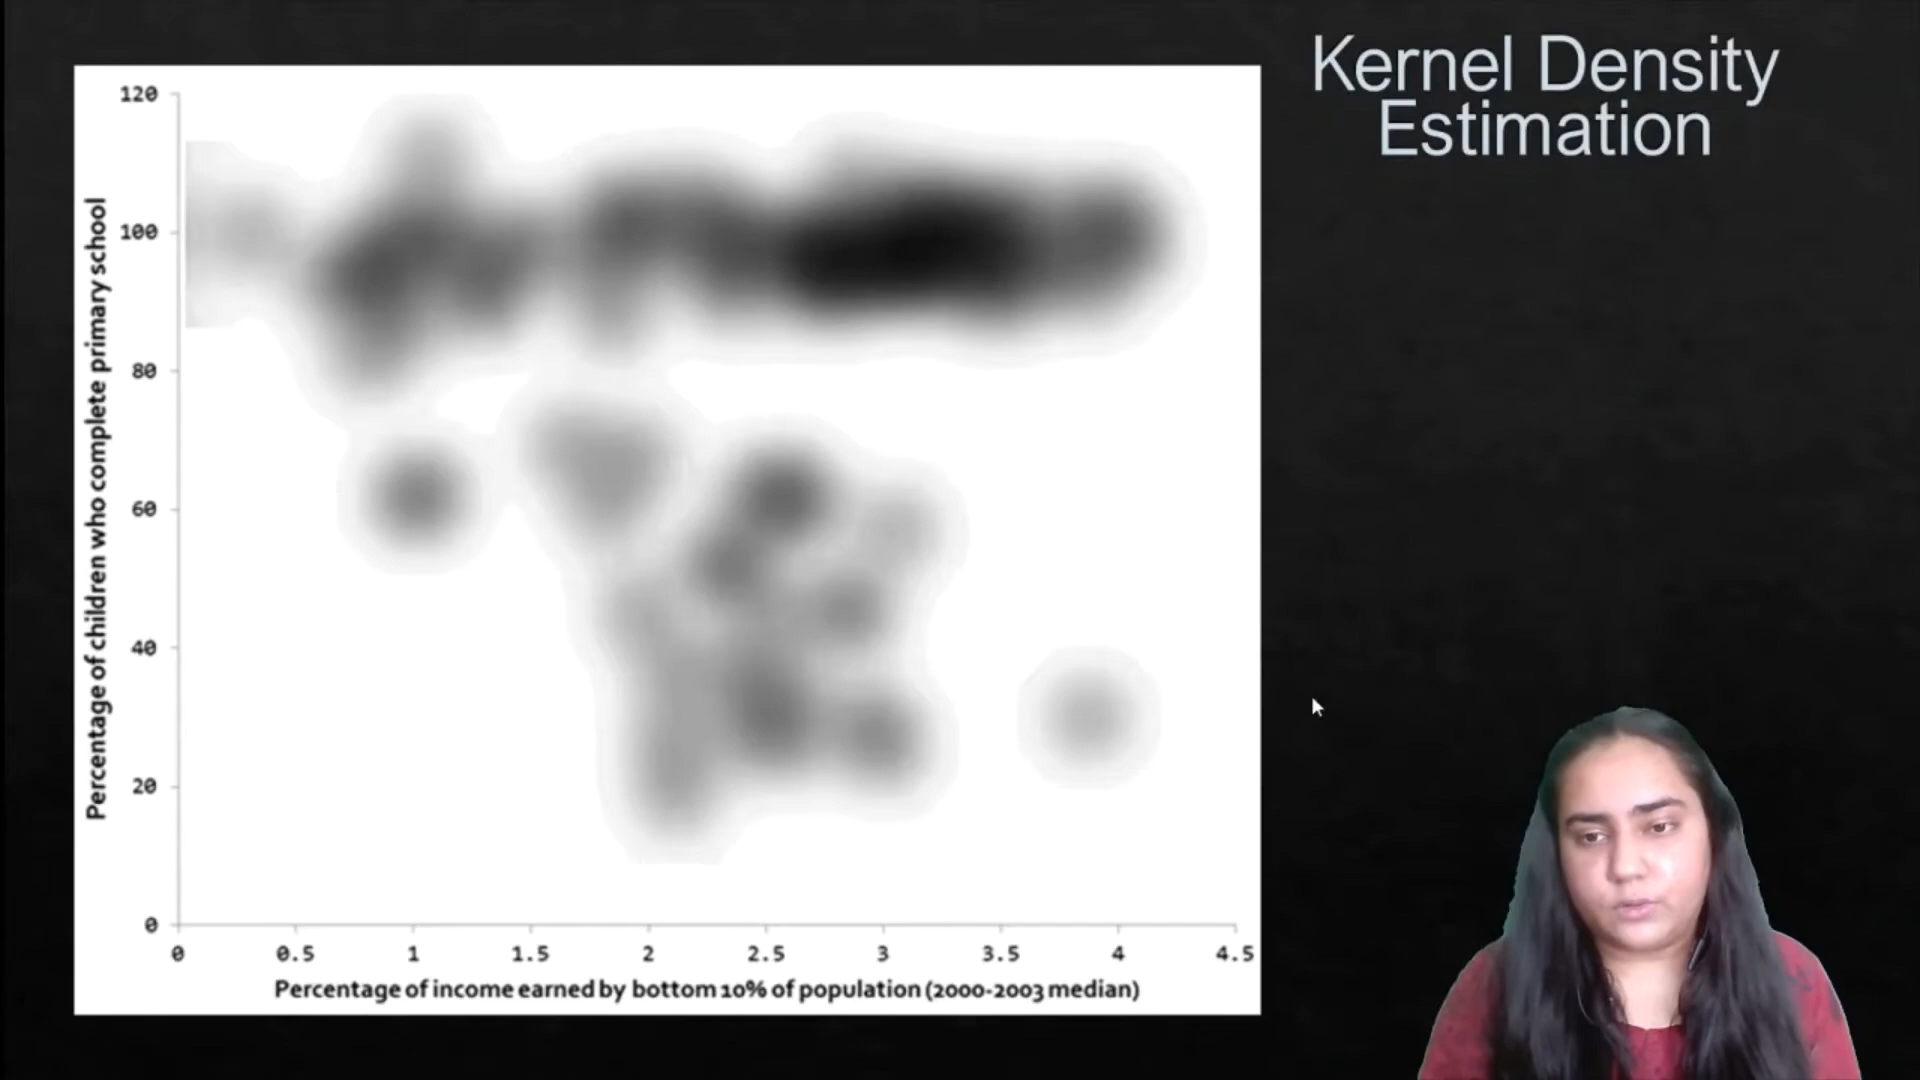 Kernel Density
Estimation
Percentage of children who complete primary school
120
100
80
60
40
20
0
0 0.5 1 1.5 2 2.5 3 3.5 4 4.5
Percentage of income earned by bottom 10% of population (2000-2003 median)